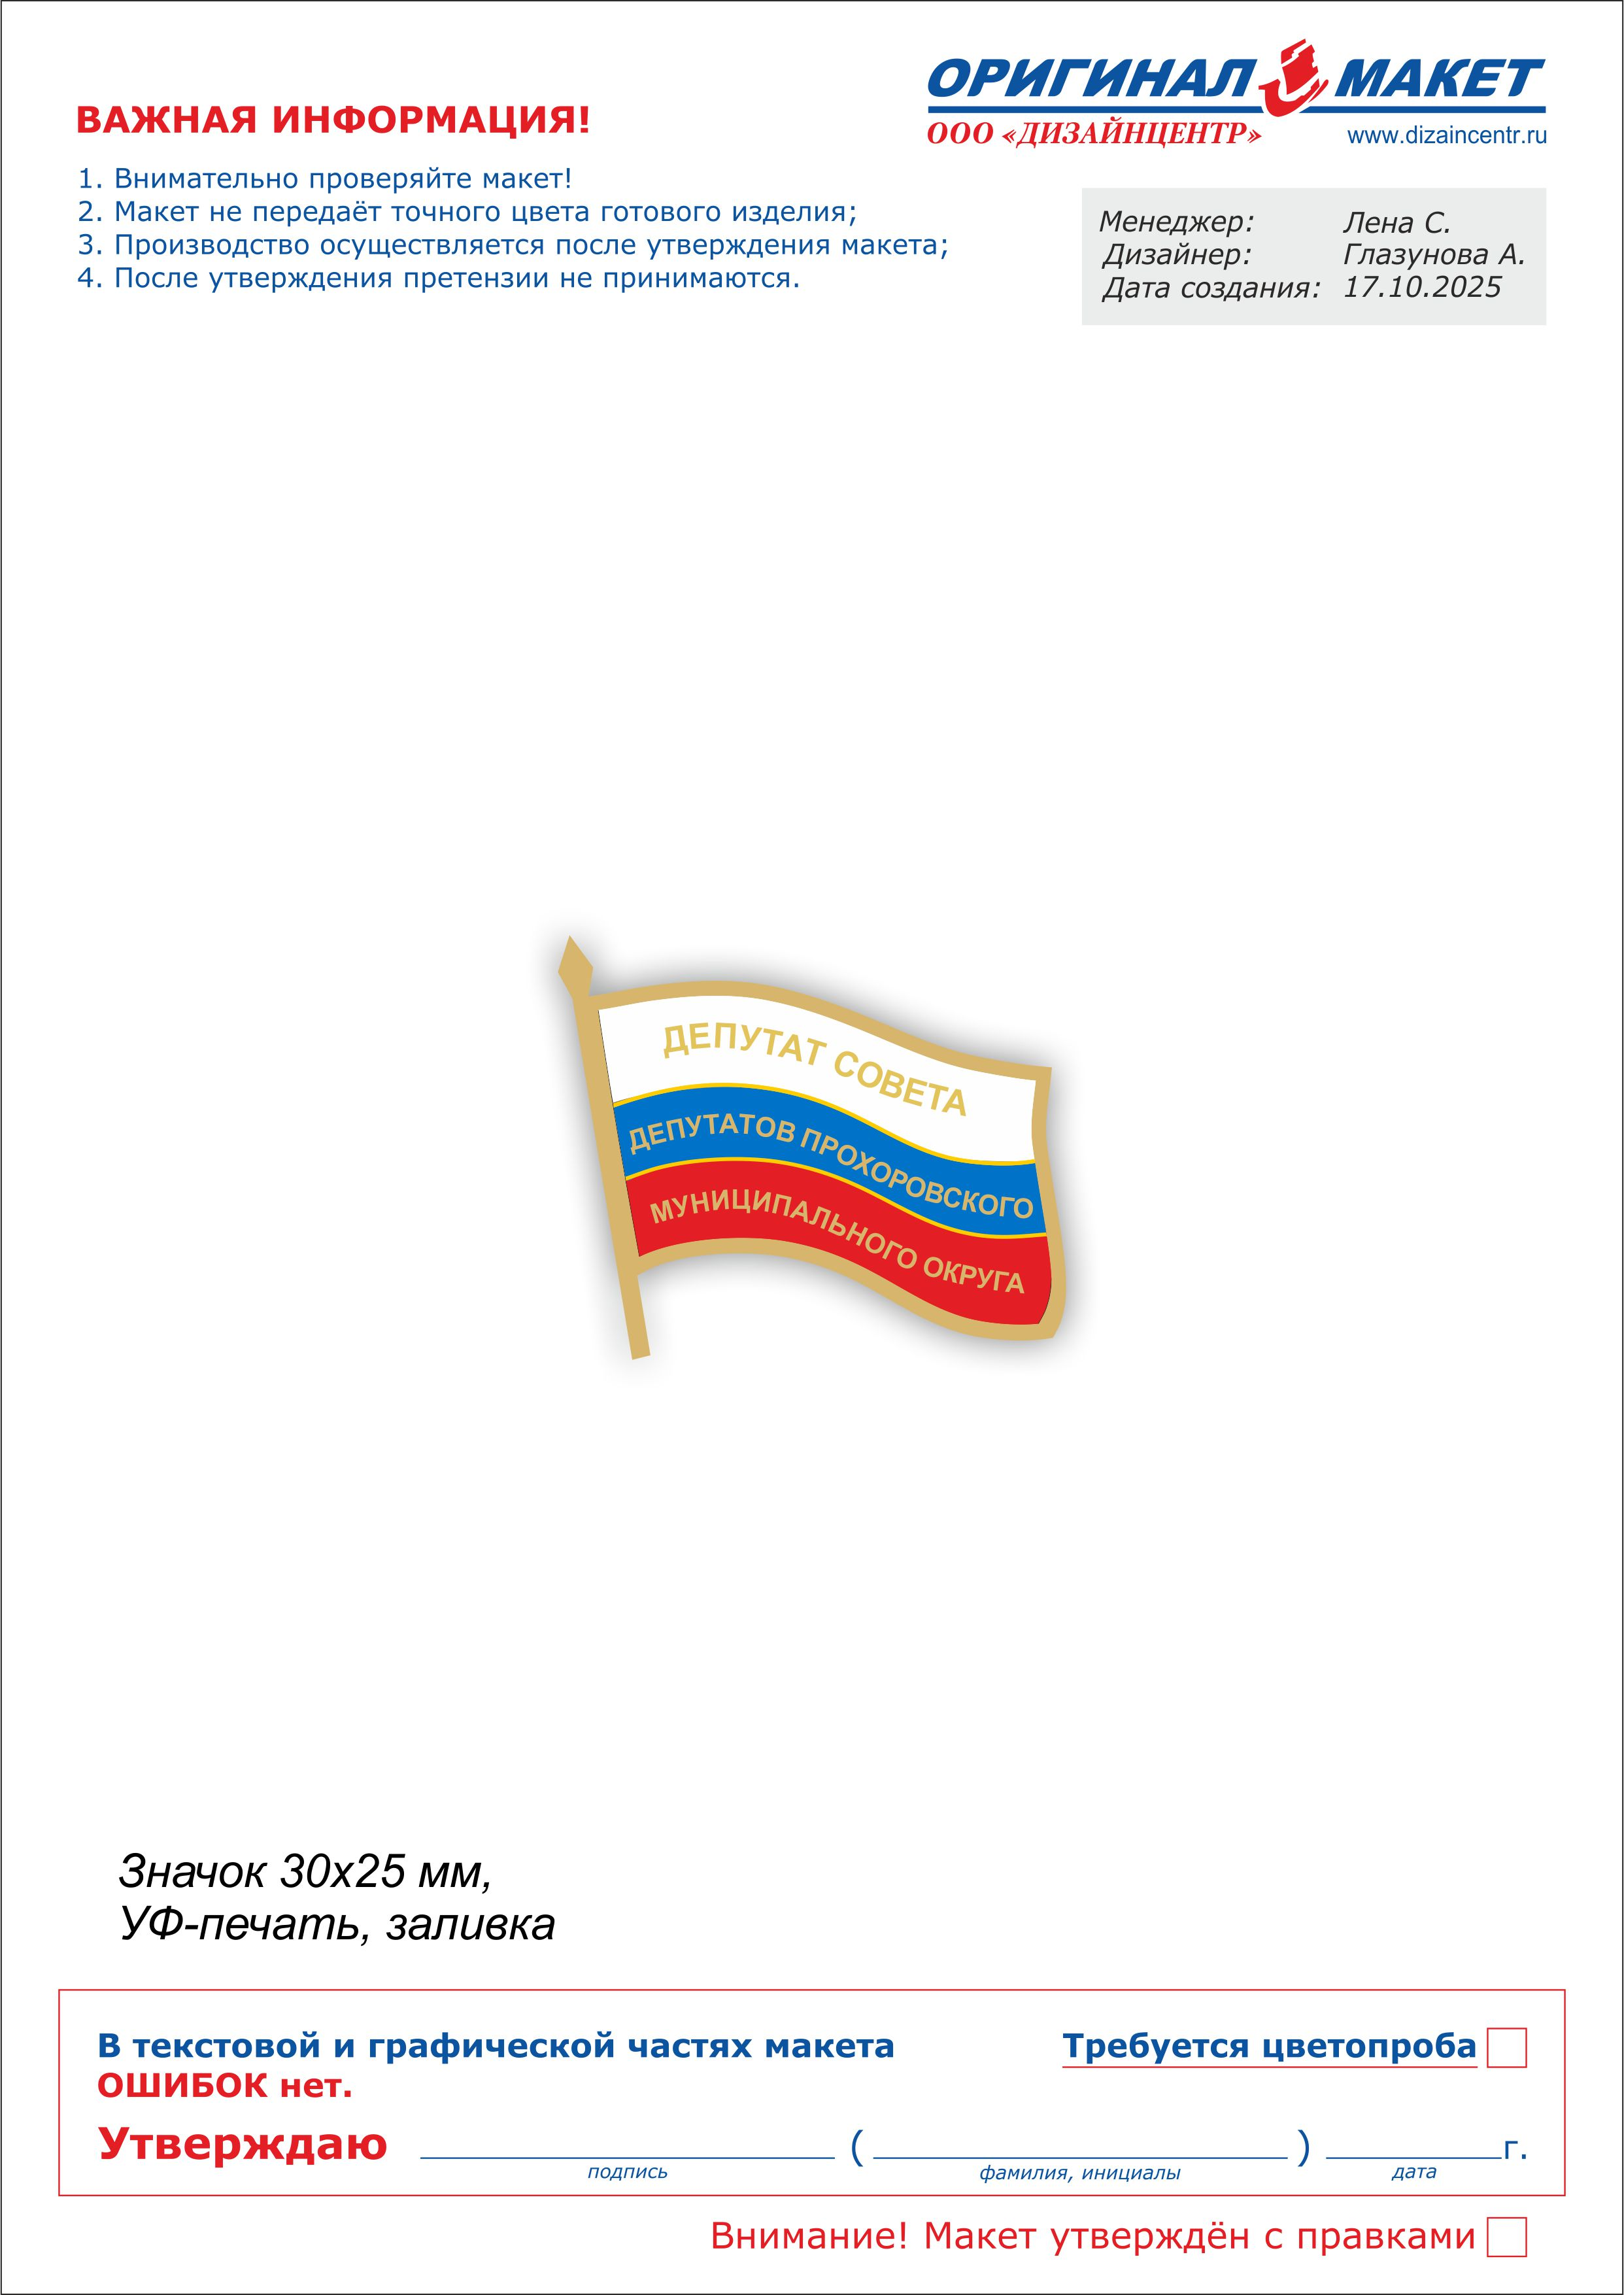 ОРИГИНАЛ МАКЕТ
ООО «ДИЗАЙНЦЕНТР» www.dizaincentr.ru
ВАЖНАЯ ИНФОРМАЦИЯ!
1. Внимательно проверяйте макет!
2. Макет не передаёт точного цвета готового изделия;
3. Производство осуществляется после утверждения макета;
4. После утверждения претензии не принимаются.
Менеджер: Лена С.
Дизайнер: Глазунова А.
Дата создания: 17.10.2025
ДЕПУТАТ СОВЕТА
ДЕПУТАТОВ ПРОХОРОВСКОГО
МУНИЦИПАЛЬНОГО ОКРУГА
Значок 30х25 мм,
УФ-печать, заливка
В текстовой и графической частях макета
ОШИБОК нет.
Требуется цветопроба
Утверждаю ( ) г.
подпись фамилия, инициалы дата
Внимание! Макет утверждён с правками